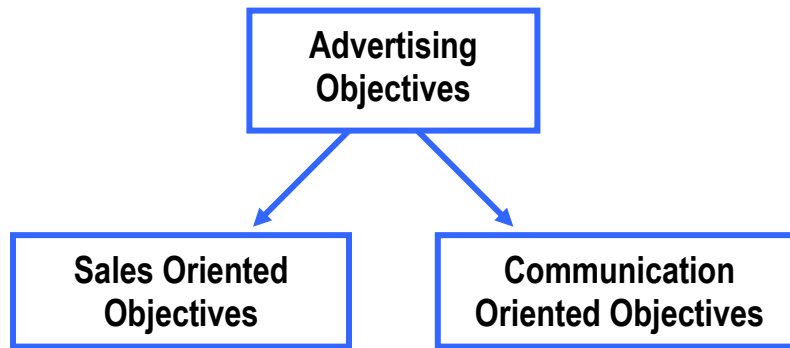 Advertising
Objectives
Sales Oriented
Objectives
Communication
Oriented Objectives